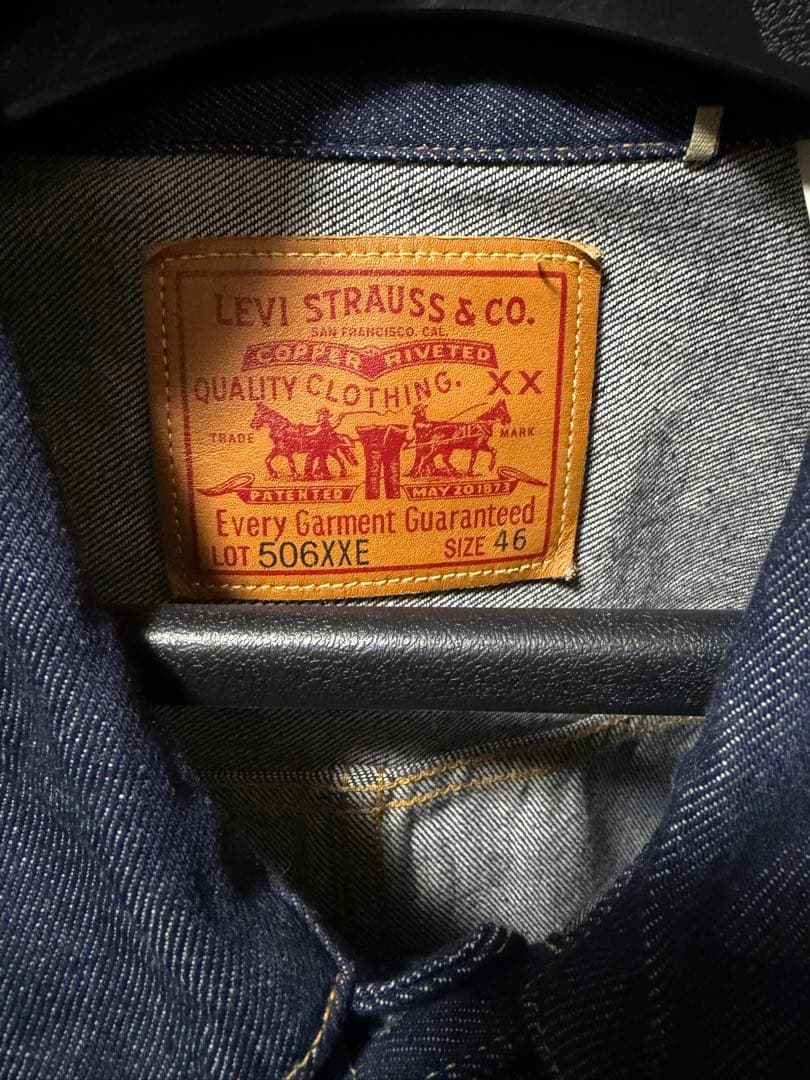 LEVI STRAUSS & CO.
SAN FRANCISCO, CAL.
COPPER RIVETED
QUALITY CLOTHING. XX
TRADE MARK
PATENTED MAY 20 1873
Every Garment Guaranteed
LOT 506XXE SIZE 46